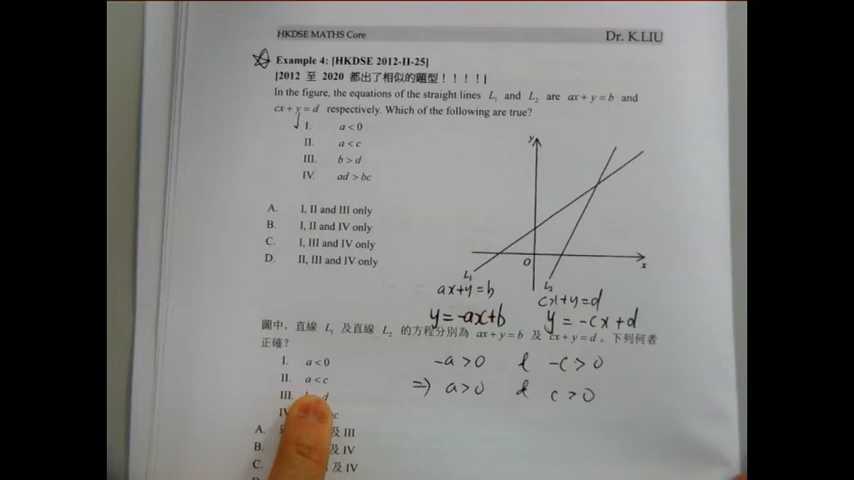 HKDSE MATHS Core
Dr. K.LIU
Example 4: [HKDSE 2012-II-25]
[2012 至 2020 都出了相似的題型!!!!]
In the figure, the equations of the straight lines L₁ and L₂ are ax + y = b and
cx + y = d respectively. Which of the following are true?
I. a < 0
II. a < c
III. b > d
IV. ad > bc
A. I, II and III only
B. I, II and IV only
C. I, III and IV only
D. II, III and IV only
y
O
x
L₁
L₂
ax+y=b
cx+y=d
y=-ax+b
y=-cx+d
圖中,直線 L₁ 及直線 L₂ 的方程分別為 ax + y = b 及 cx + y = d。下列何者
正確?
I. a < 0
II. a < c
III. d
IV c
A. 及 III
B. 及 IV
C. 及 IV
-a >0 & -c >0
⇒ a>0 & c >0